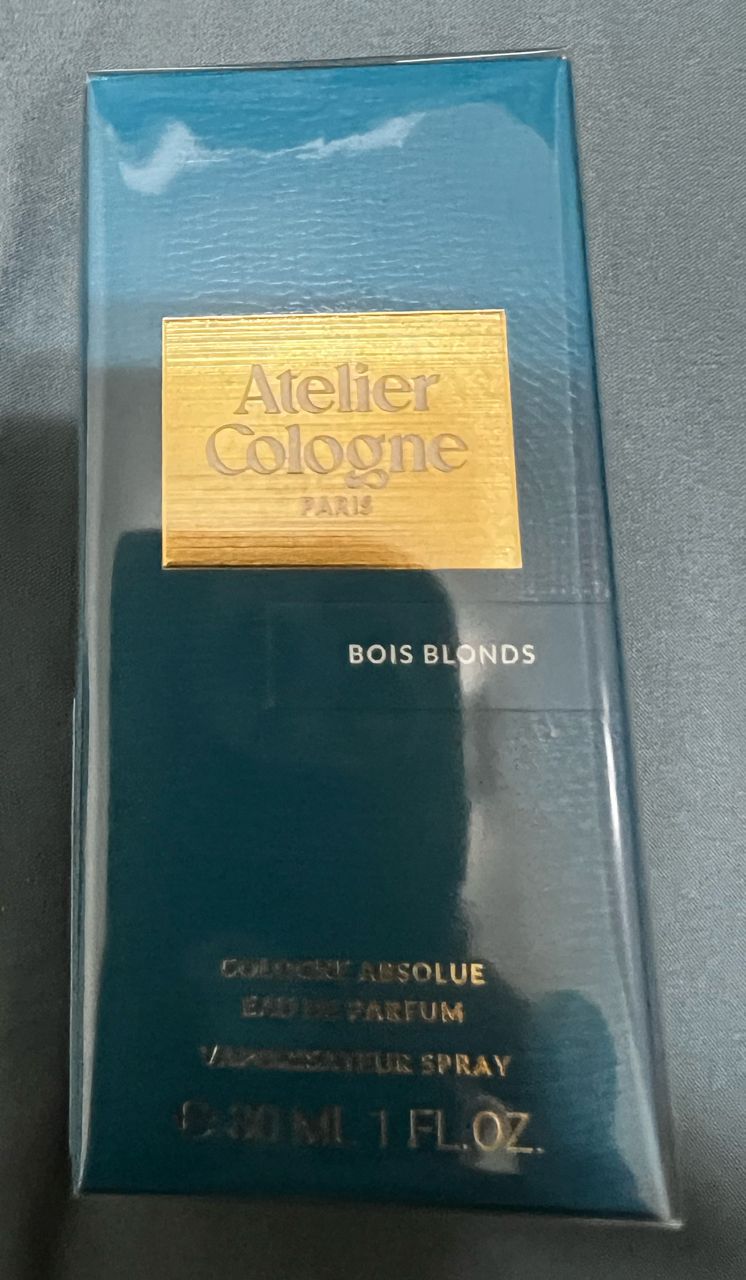 Atelier
Cologne
PARIS
BOIS BLONDS
COLOGNE ABSOLUE
EAU DE PARFUM
VAPORISATEUR SPRAY
℮ 30 ML 1 FL.OZ.